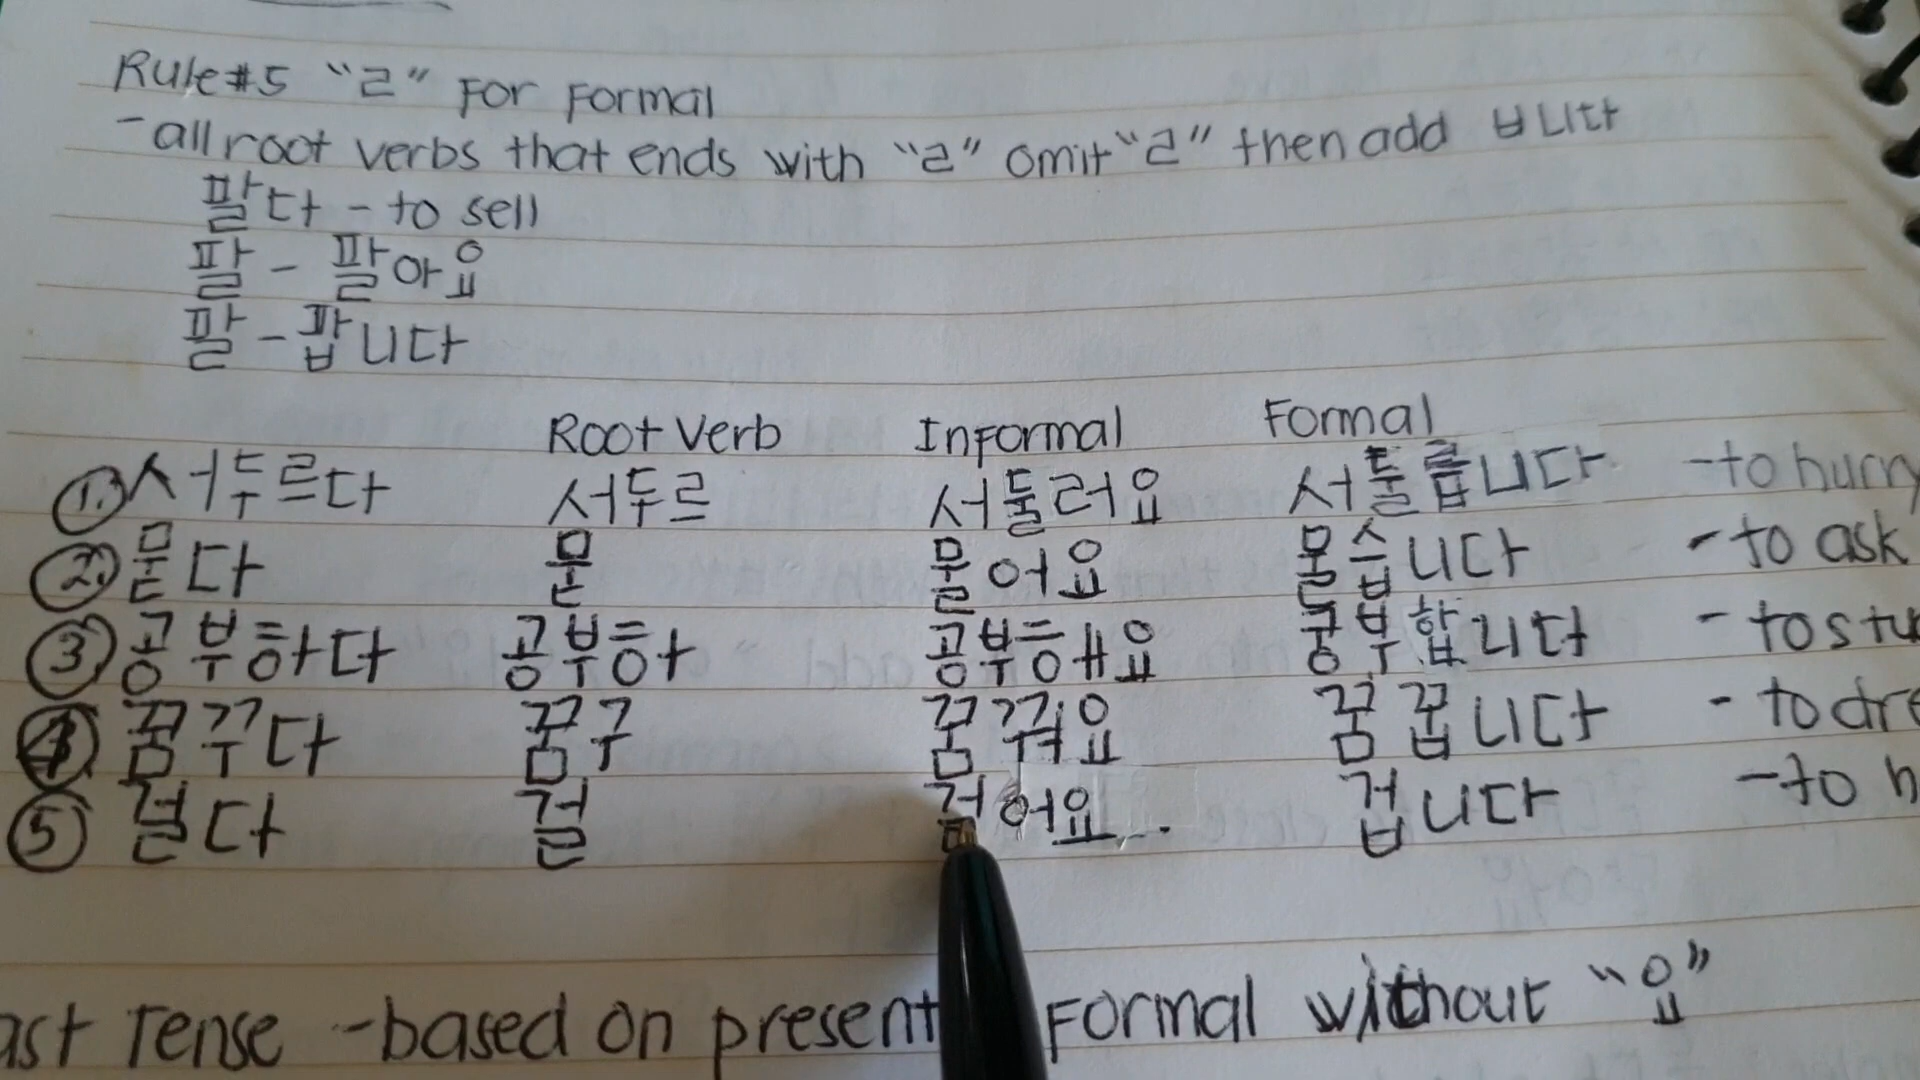 Rule #5 "ㄹ" For Formal
- all root verbs that ends with "ㄹ" omit "ㄹ" then add ㅂ니다
팔다 - to sell
팔 -팔아요
팔 - 팝니다
Root Verb Informal Formal
1. 서두르다 서두르 서둘러요 서둘릅니다 - to hurry
2. 묻다 묻 물어요 물습니다 - to ask
3. 공부하다 공부하 공부해요 공부합니다 - to stu
4 꿈꾸다 꿈구 꿈꿔요 꿈꿉니다 - to dre
5 걸다 걸 어요. 겁니다 - to h
ast Tense - based on present Formal without "요"